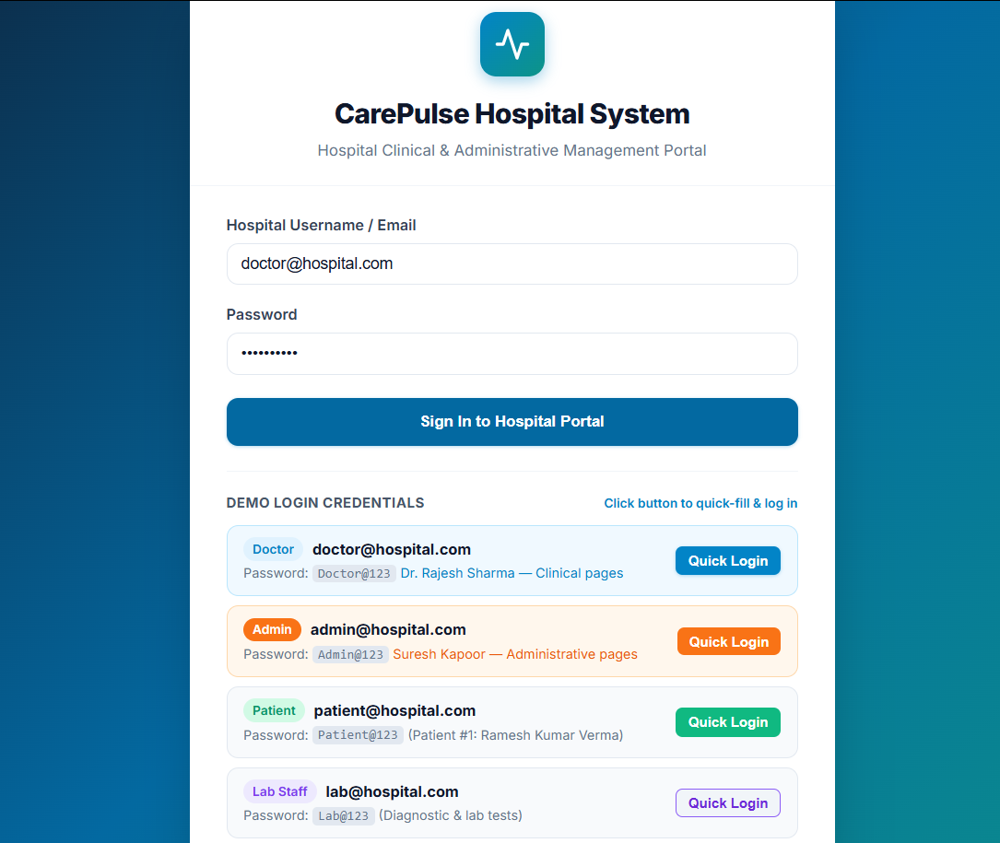 CarePulse Hospital System
Hospital Clinical & Administrative Management Portal
Hospital Username / Email
doctor@hospital.com
Password
••••••••••
Sign In to Hospital Portal
DEMO LOGIN CREDENTIALS
Click button to quick-fill & log in
Doctor doctor@hospital.com
Password: Doctor@123 Dr. Rajesh Sharma — Clinical pages
Quick Login
Admin admin@hospital.com
Password: Admin@123 Suresh Kapoor — Administrative pages
Quick Login
Patient patient@hospital.com
Password: Patient@123 (Patient #1: Ramesh Kumar Verma)
Quick Login
Lab Staff lab@hospital.com
Password: Lab@123 (Diagnostic & lab tests)
Quick Login